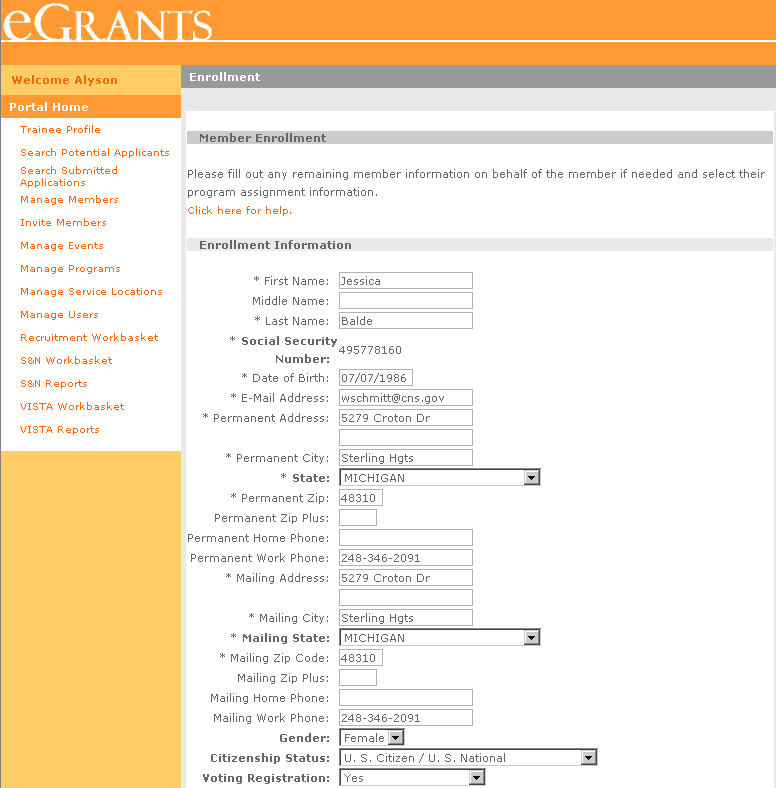 eGRANTS
Welcome Alyson
Portal Home
Trainee Profile
Search Potential Applicants
Search Submitted
Applications
Manage Members
Invite Members
Manage Events
Manage Programs
Manage Service Locations
Manage Users
Recruitment Workbasket
S&N Workbasket
S&N Reports
VISTA Workbasket
VISTA Reports
Enrollment
Member Enrollment
Please fill out any remaining member information on behalf of the member if needed and select their
program assignment information.
Click here for help.
Enrollment Information
* First Name: Jessica
Middle Name:
* Last Name: Balde
* Social Security
Number: 495778160
* Date of Birth: 07/07/1986
* E-Mail Address: wschmitt@cns.gov
* Permanent Address: 5279 Croton Dr
* Permanent City: Sterling Hgts
* State: MICHIGAN
* Permanent Zip: 48310
Permanent Zip Plus:
Permanent Home Phone:
Permanent Work Phone: 248-346-2091
* Mailing Address: 5279 Croton Dr
* Mailing City: Sterling Hgts
* Mailing State: MICHIGAN
* Mailing Zip Code: 48310
Mailing Zip Plus:
Mailing Home Phone:
Mailing Work Phone: 248-346-2091
Gender: Female
Citizenship Status: U. S. Citizen / U. S. National
Voting Registration: Yes